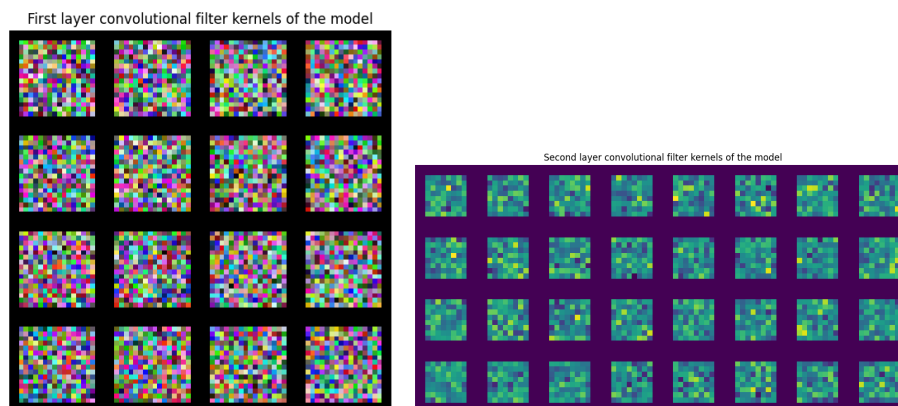 First layer convolutional filter kernels of the model
Second layer convolutional filter kernels of the model